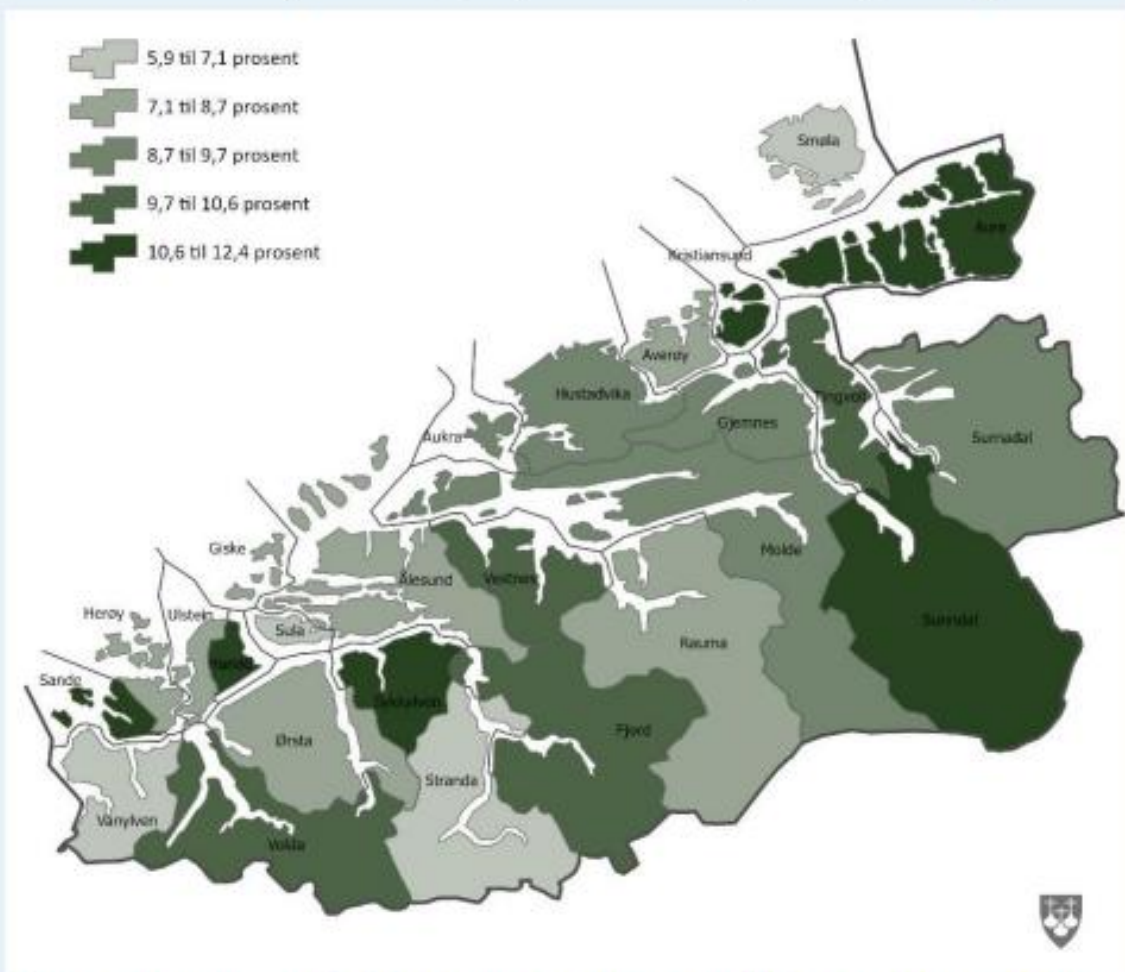 5,9 til 7,1 prosent
7,1 til 8,7 prosent
8,7 til 9,7 prosent
9,7 til 10,6 prosent
10,6 til 12,4 prosent
Smøla
Aure
Kristiansund
Averøy
Hustadvika
Tingvoll
Gjemnes
Aukra
Surnadal
Giske
Molde
Ålesund
Vestnes
Herøy
Ulstein
Sula
Sunndal
Rauma
Hareid
Sande
Sykkylven
Fjord
Ørsta
Stranda
Vanylven
Volda